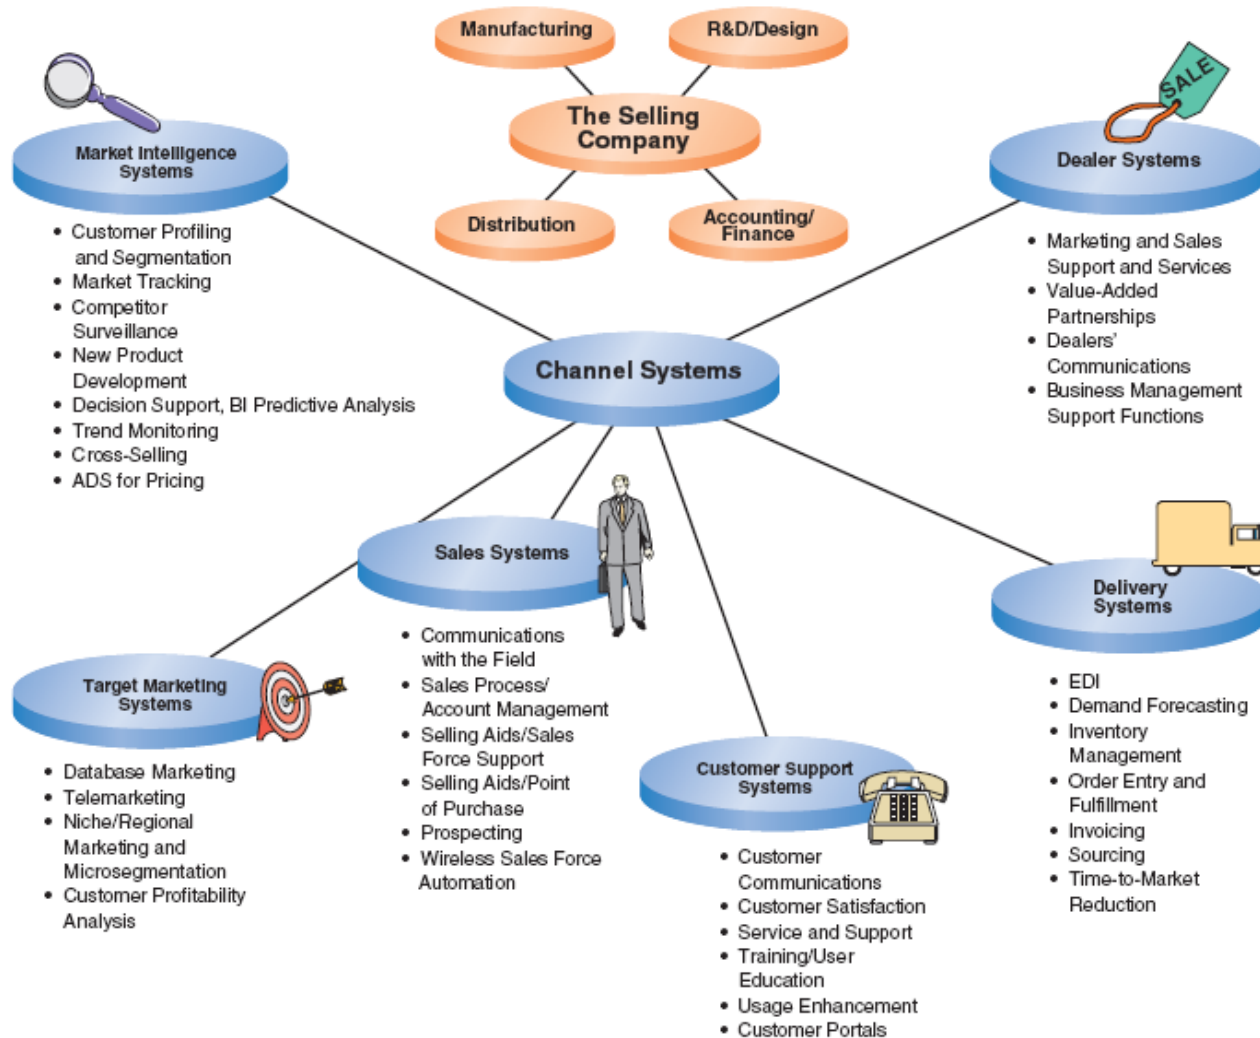 Manufacturing
R&D/Design
The Selling
Company
Distribution
Accounting/
Finance
Market Intelligence
Systems
• Customer Profiling
and Segmentation
• Market Tracking
• Competitor
Surveillance
• New Product
Development
• Decision Support, BI Predictive Analysis
• Trend Monitoring
• Cross-Selling
• ADS for Pricing
SALE
Dealer Systems
• Marketing and Sales
Support and Services
• Value-Added
Partnerships
• Dealers'
Communications
• Business Management
Support Functions
Channel Systems
Sales Systems
• Communications
with the Field
• Sales Process/
Account Management
• Selling Aids/Sales
Force Support
• Selling Aids/Point
of Purchase
• Prospecting
• Wireless Sales Force
Automation
Target Marketing
Systems
• Database Marketing
• Telemarketing
• Niche/Regional
Marketing and
Microsegmentation
• Customer Profitability
Analysis
Customer Support
Systems
• Customer
Communications
• Customer Satisfaction
• Service and Support
• Training/User
Education
• Usage Enhancement
• Customer Portals
Delivery
Systems
• EDI
• Demand Forecasting
• Inventory
Management
• Order Entry and
Fulfillment
• Invoicing
• Sourcing
• Time-to-Market
Reduction